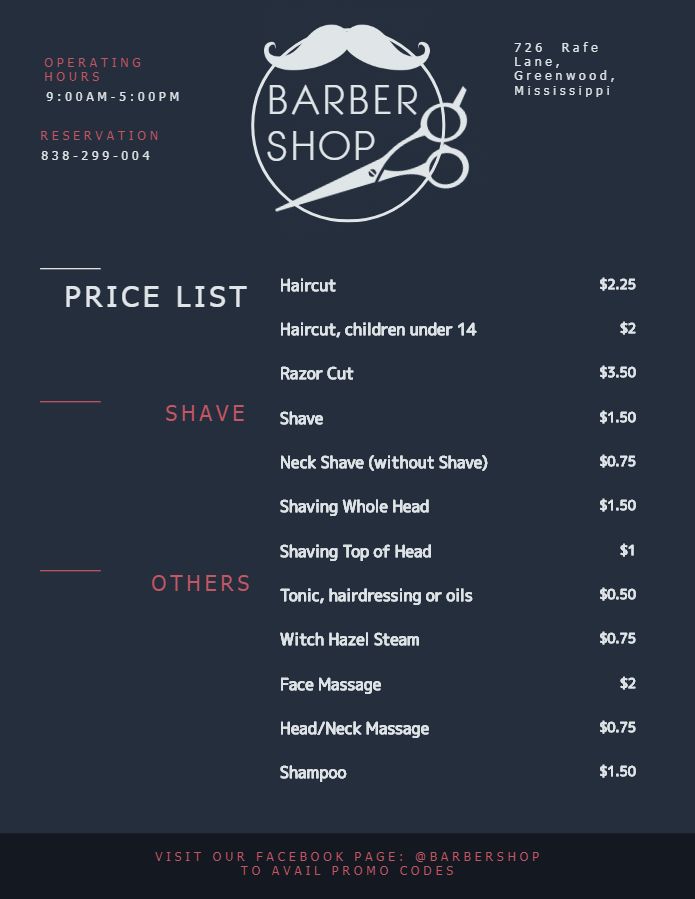 OPERATING
HOURS
9:00AM-5:00PM
RESERVATION
838-299-004
BARBER
SHOP
726 Rafe
Lane,
Greenwood,
Mississippi
PRICE LIST
Haircut $2.25
Haircut, children under 14 $2
Razor Cut $3.50
SHAVE
Shave $1.50
Neck Shave (without Shave) $0.75
Shaving Whole Head $1.50
Shaving Top of Head $1
OTHERS
Tonic, hairdressing or oils $0.50
Witch Hazel Steam $0.75
Face Massage $2
Head/Neck Massage $0.75
Shampoo $1.50
VISIT OUR FACEBOOK PAGE: @BARBERSHOP
TO AVAIL PROMO CODES